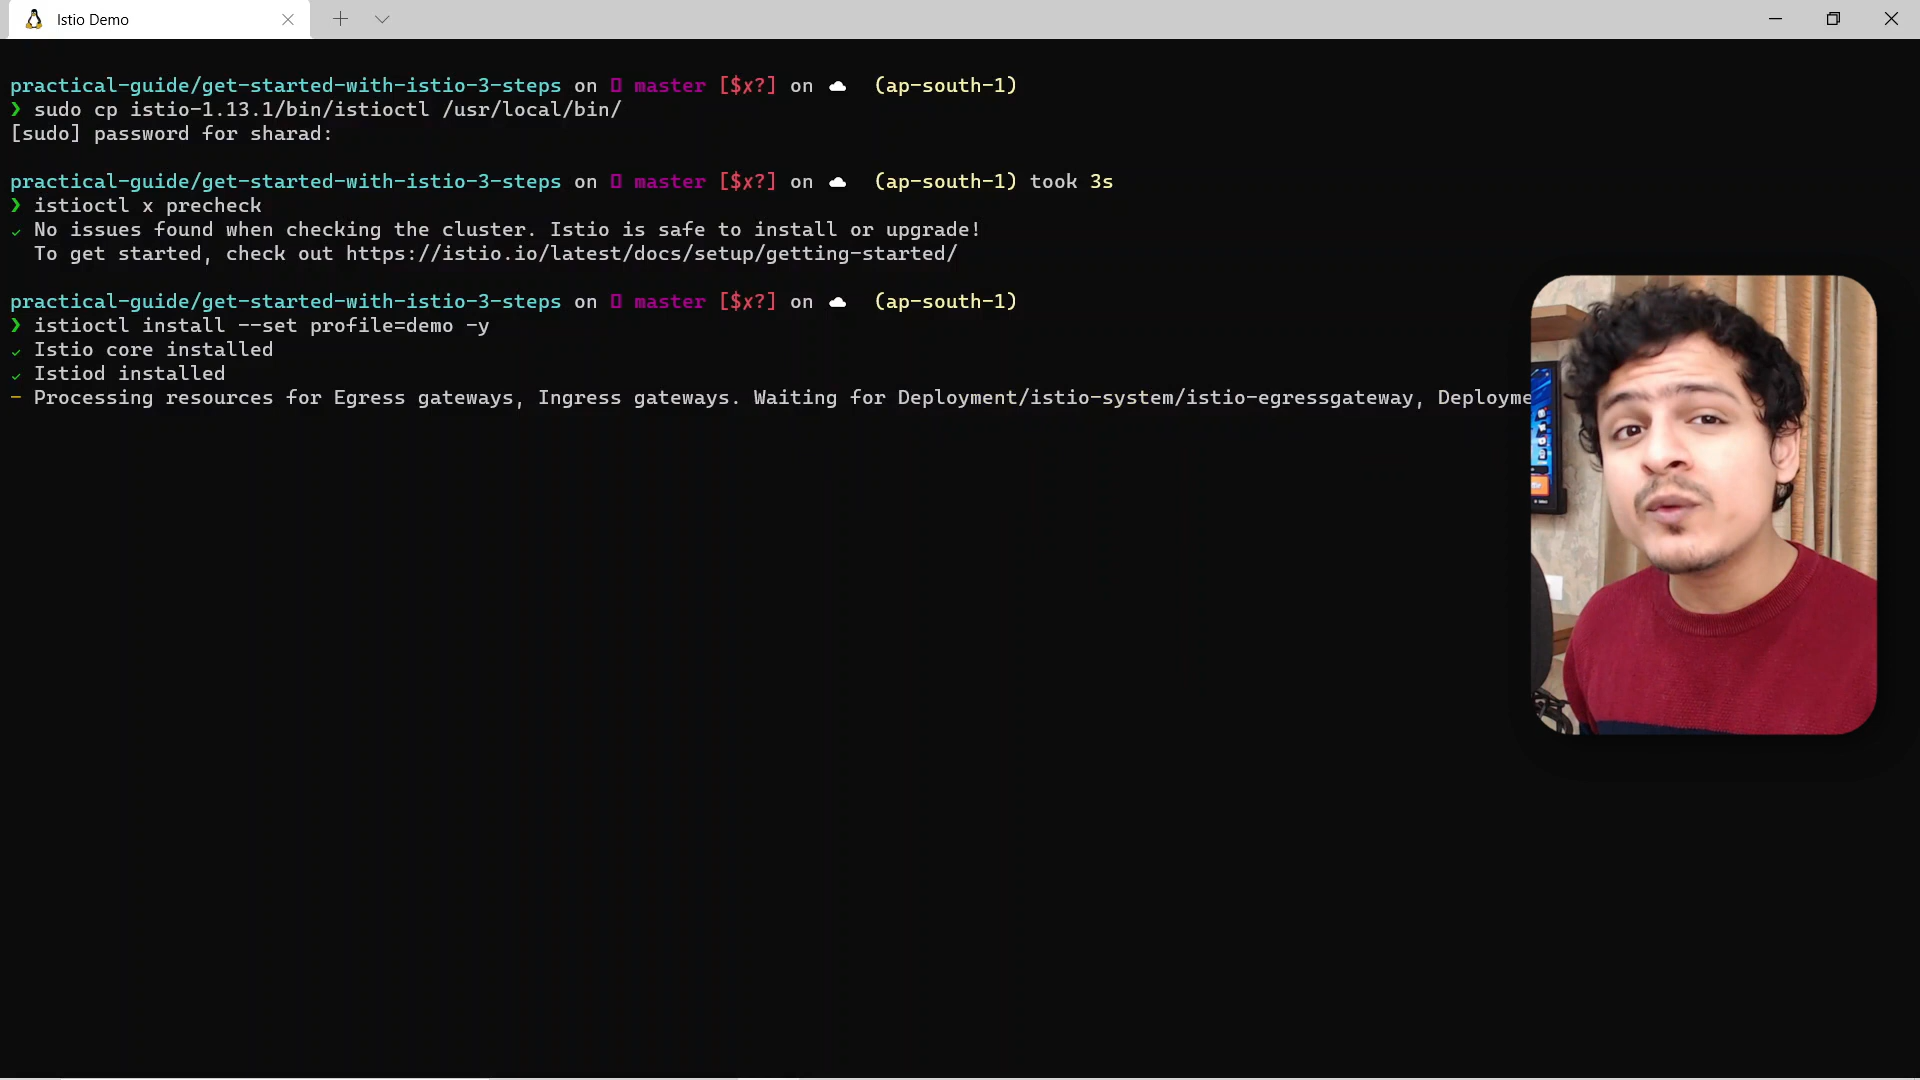 Istio Demo
practical-guide/get-started-with-istio-3-steps on master [$✗?] on (ap-south-1)
❯ sudo cp istio-1.13.1/bin/istioctl /usr/local/bin/
[sudo] password for sharad:
practical-guide/get-started-with-istio-3-steps on master [$✗?] on (ap-south-1) took 3s
❯ istioctl x precheck
✓ No issues found when checking the cluster. Istio is safe to install or upgrade!
To get started, check out https://istio.io/latest/docs/setup/getting-started/
practical-guide/get-started-with-istio-3-steps on master [$✗?] on (ap-south-1)
❯ istioctl install --set profile=demo -y
✓ Istio core installed
✓ Istiod installed
- Processing resources for Egress gateways, Ingress gateways. Waiting for Deployment/istio-system/istio-egressgateway, Deployme